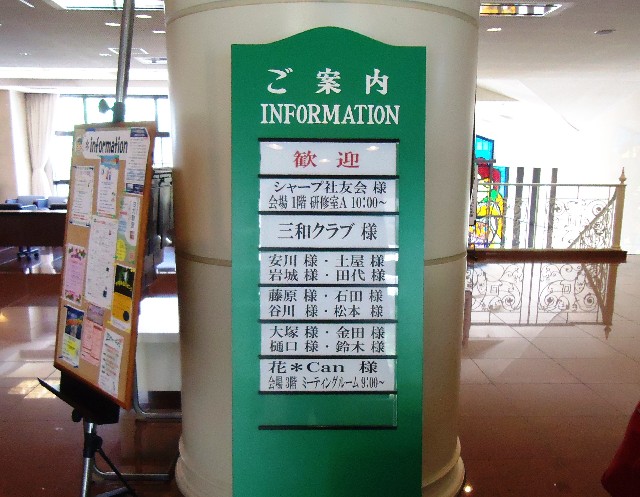 ご案内
INFORMATION
歓迎
シャープ社友会 様
会場 1階 研修室A 10:00~
三和クラブ 様
安川 様・土屋 様
岩城 様・田代 様
藤原 様・石田 様
谷川 様・松本 様
大塚 様・金田 様
樋口 様・鈴木 様
花*Can 様
会場 3階 ミーティングルーム 9:00~
*information